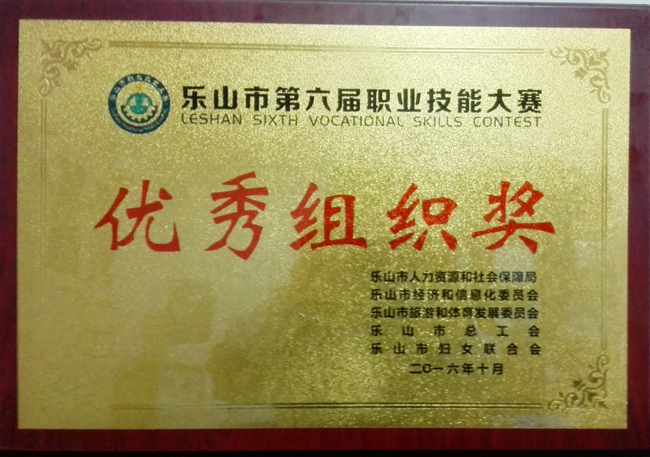 乐山市第六届职业技能大赛
LESHAN SIXTH VOCATIONAL SKILLS CONTEST
优秀组织奖
乐山市人力资源和社会保障局
乐山市经济和信息化委员会
乐山市旅游和体育发展委员会
乐山市总工会
乐山市妇女联合会
二〇一六年十月